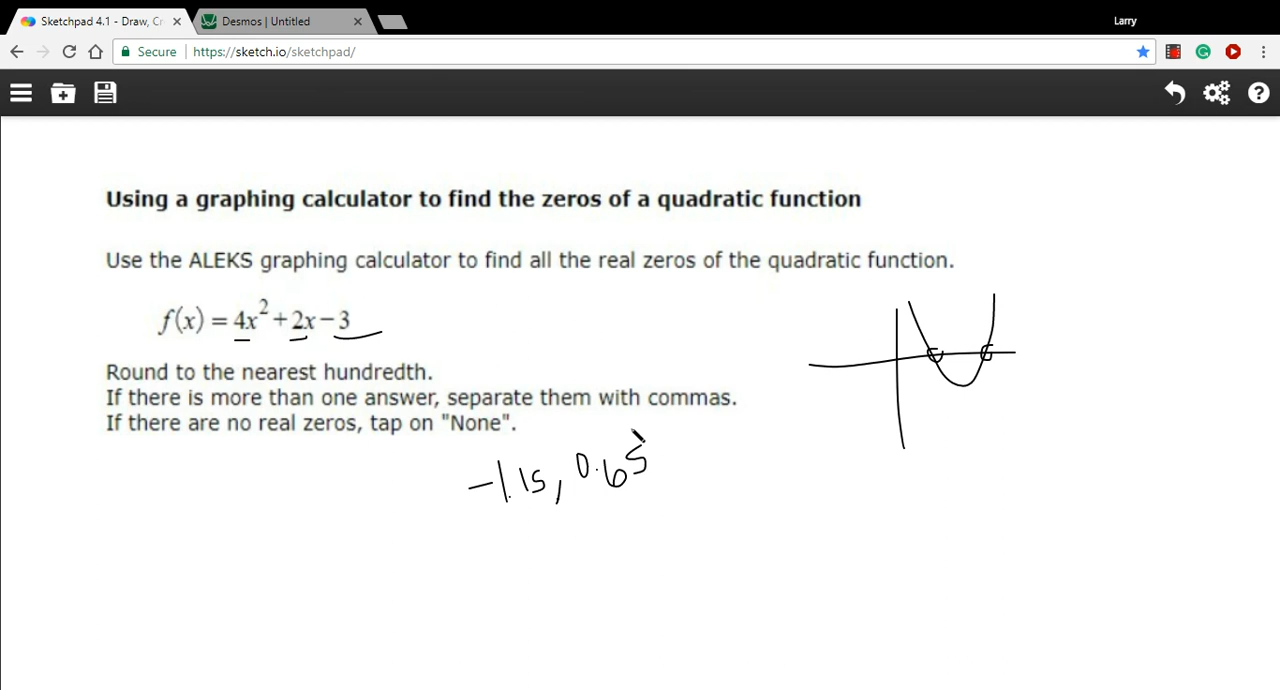 Sketchpad 4.1 - Draw, Cr
Desmos | Untitled
Larry
Secure
https://sketch.io/sketchpad/
Using a graphing calculator to find the zeros of a quadratic function
Use the ALEKS graphing calculator to find all the real zeros of the quadratic function.
f(x) = 4x² + 2x − 3
Round to the nearest hundredth.
If there is more than one answer, separate them with commas.
If there are no real zeros, tap on "None".
-1.15, 0.65